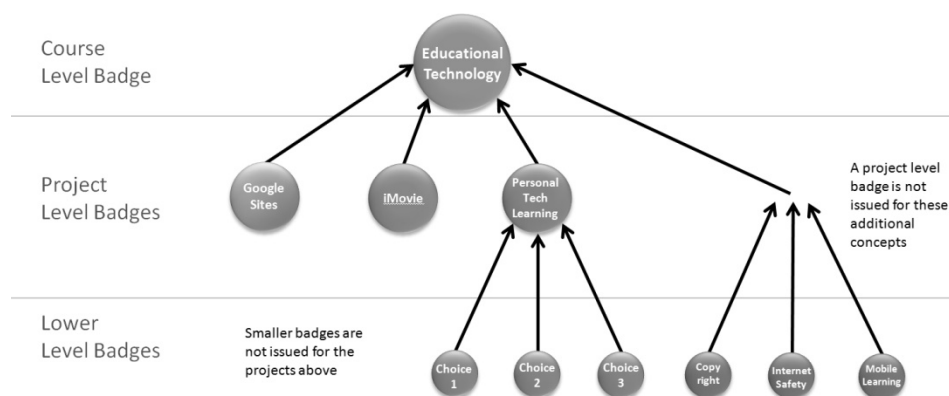 Course
Level Badge
Educational
Technology
Project
Level Badges
Google
Sites
iMovie
Personal
Tech
Learning
A project level
badge is not
issued for these
additional
concepts
Lower
Level Badges
Smaller badges are
not issued for the
projects above
Choice
1
Choice
2
Choice
3
Copy
right
Internet
Safety
Mobile
Learning